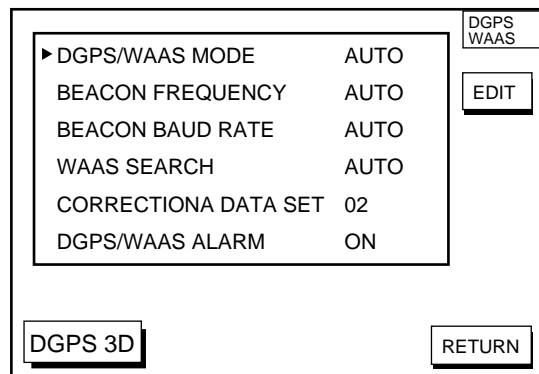 DGPS
WAAS
▶DGPS/WAAS MODE AUTO
EDIT
BEACON FREQUENCY AUTO
BEACON BAUD RATE AUTO
WAAS SEARCH AUTO
CORRECTIONA DATA SET 02
DGPS/WAAS ALARM ON
DGPS 3D
RETURN